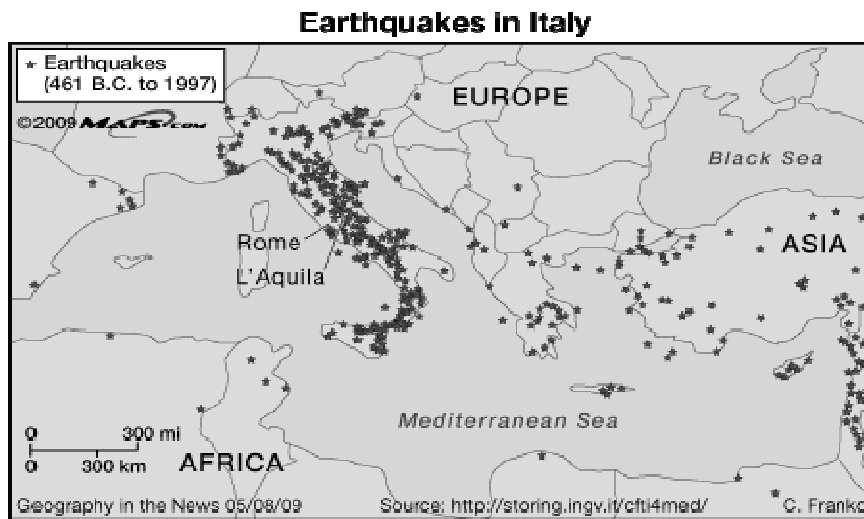 Earthquakes in Italy
★ Earthquakes
(461 B.C. to 1997)
©2009 MAPS.COM
EUROPE
Black Sea
Rome
L'Aquila
ASIA
Mediterranean Sea
0 300 mi
0 300 km
AFRICA
Geography in the News 05/08/09 Source: http://storing.ingv.it/cfti4med/ C. Franko